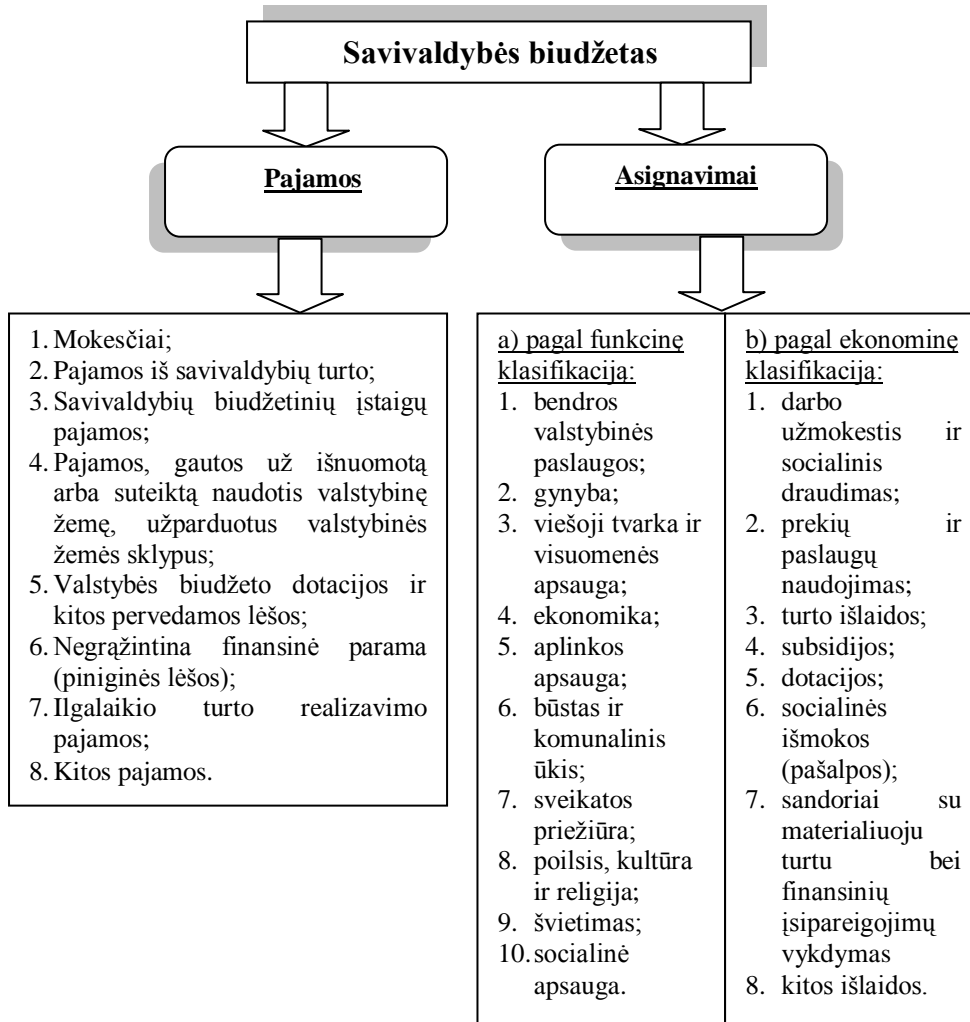 Savivaldybės biudžetas
Pajamos
Asignavimai
1. Mokesčiai;
2. Pajamos iš savivaldybių turto;
3. Savivaldybių biudžetinių įstaigų
pajamos;
4. Pajamos, gautos už išnuomotą
arba suteiktą naudotis valstybinę
žemę, užparduotus valstybinės
žemės sklypus;
5. Valstybės biudžeto dotacijos ir
kitos pervedamos lėšos;
6. Negrąžintina finansinė parama
(piniginės lėšos);
7. Ilgalaikio turto realizavimo
pajamos;
8. Kitos pajamos.
a) pagal funkcinę
klasifikaciją:
1. bendros
valstybinės
paslaugos;
2. gynyba;
3. viešoji tvarka ir
visuomenės
apsauga;
4. ekonomika;
5. aplinkos
apsauga;
6. būstas ir
komunalinis
ūkis;
7. sveikatos
priežiūra;
8. poilsis, kultūra
ir religija;
9. švietimas;
10. socialinė
apsauga.
b) pagal ekonominę
klasifikaciją:
1. darbo
užmokestis ir
socialinis
draudimas;
2. prekių ir
paslaugų
naudojimas;
3. turto išlaidos;
4. subsidijos;
5. dotacijos;
6. socialinės
išmokos
(pašalpos);
7. sandoriai su
materialiuoju
turtu bei
finansinių
įsipareigojimų
vykdymas
8. kitos išlaidos.